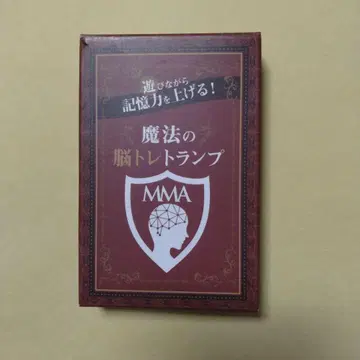 遊びながら
記憶力を上げる！
魔法の
脳トレトランプ
MMA